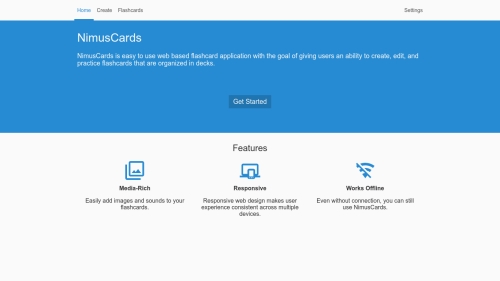 Home Create Flashcards Settings
NimusCards
NimusCards is easy to use web based flashcard application with the goal of giving users an ability to create, edit, and
practice flashcards that are organized in decks.
Get Started
Features
Media-Rich
Easily add images and sounds to your
flashcards.
Responsive
Responsive web design makes user
experience consistent across multiple
devices.
Works Offline
Even without connection, you can still
use NimusCards.